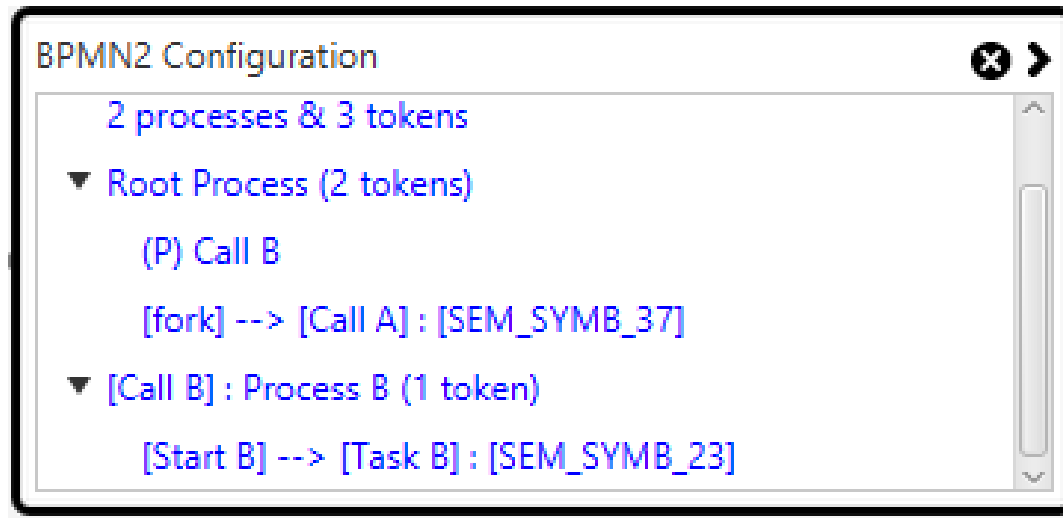 BPMN2 Configuration
2 processes & 3 tokens
Root Process (2 tokens)
(P) Call B
[fork] --> [Call A] : [SEM_SYMB_37]
[Call B] : Process B (1 token)
[Start B] --> [Task B] : [SEM_SYMB_23]